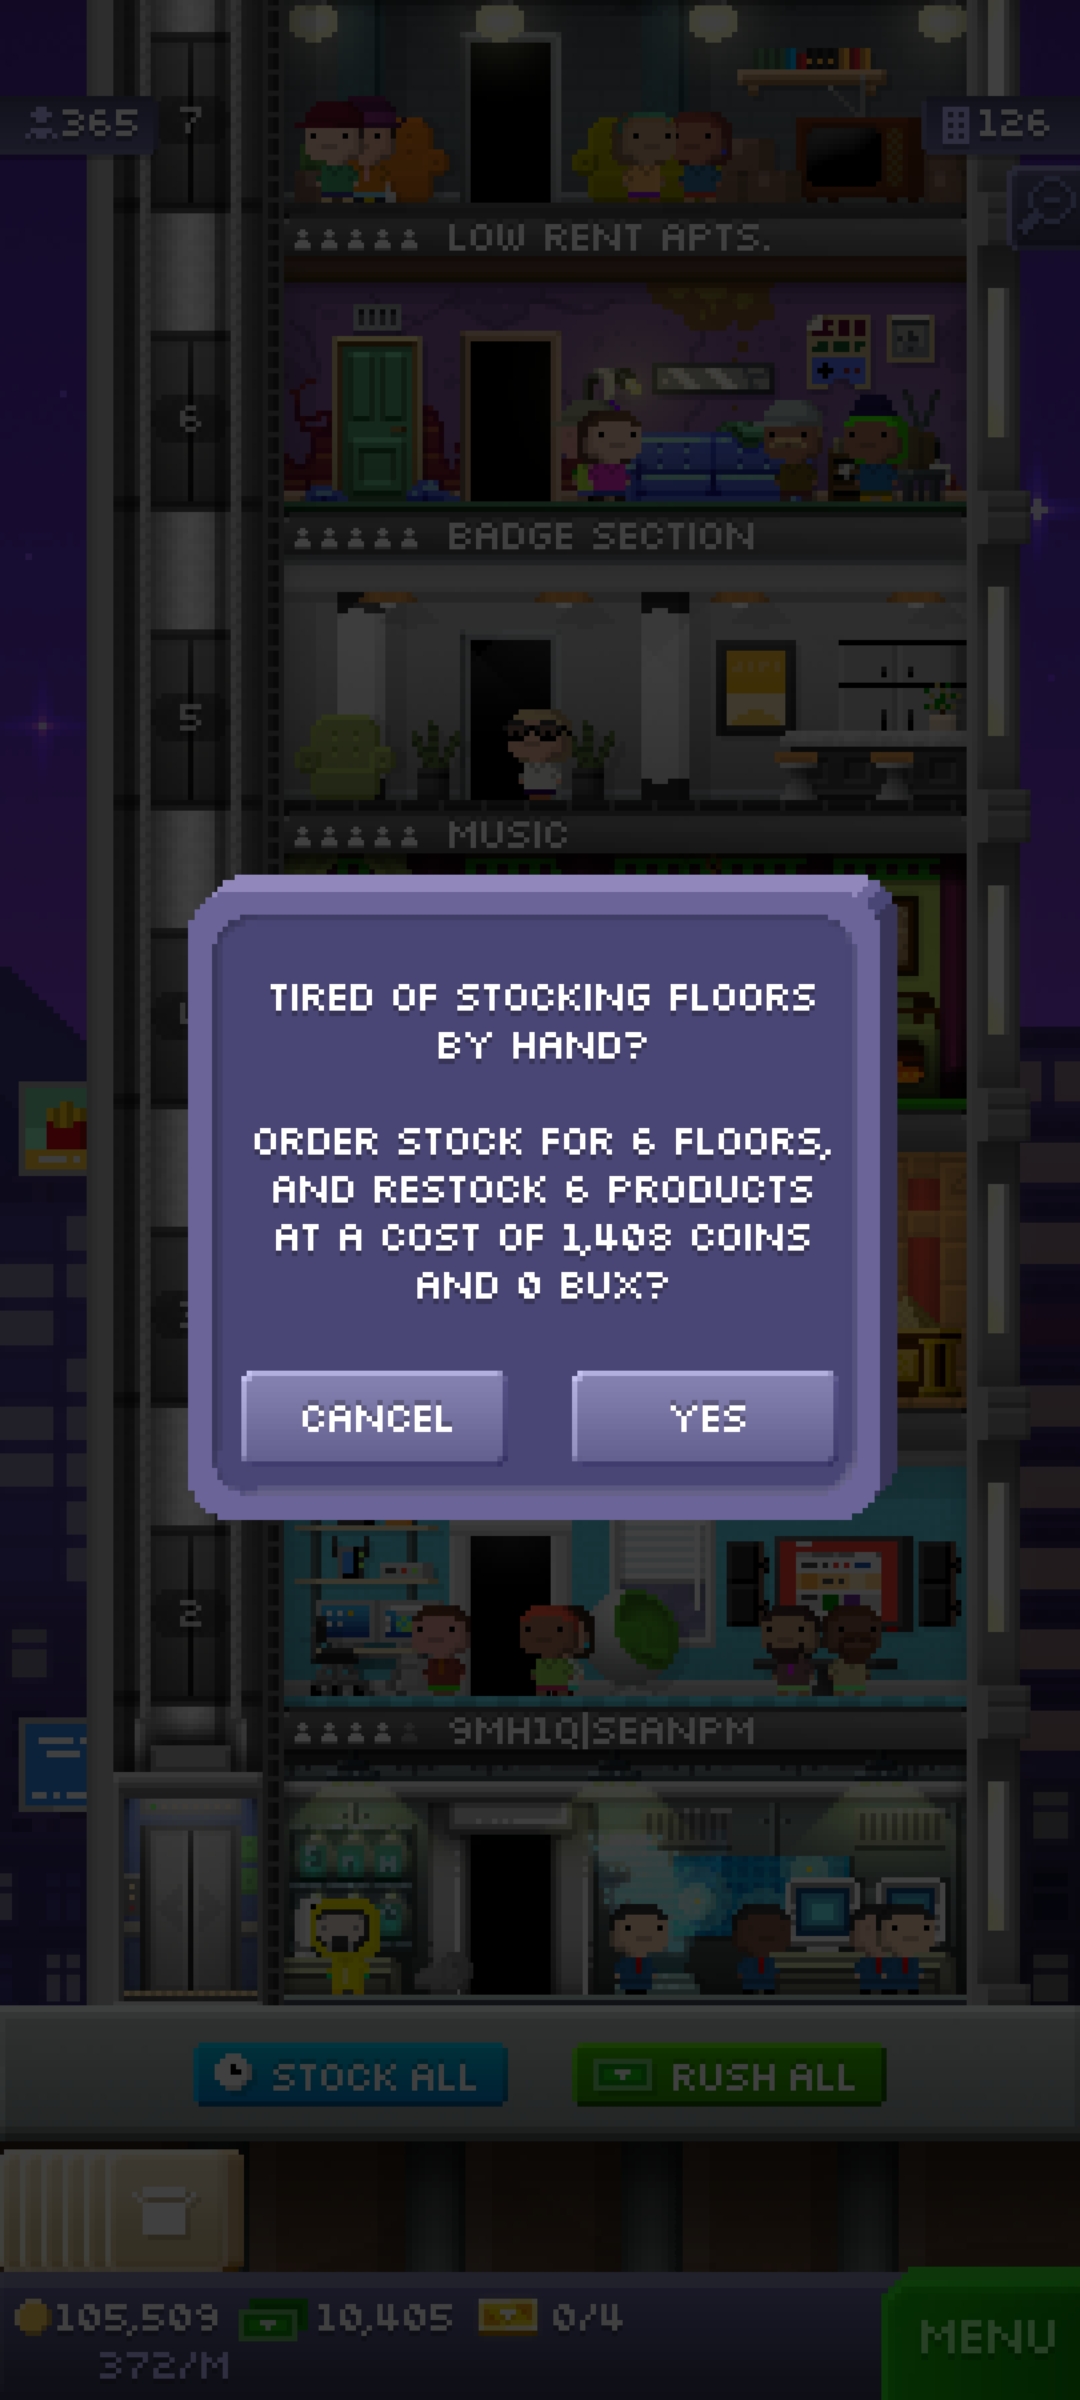 365
7
126
LOW RENT APTS.
6
BADGE SECTION
5
MUSIC
TIRED OF STOCKING FLOORS
BY HAND?
ORDER STOCK FOR 6 FLOORS,
AND RESTOCK 6 PRODUCTS
AT A COST OF 1,408 COINS
AND 0 BUX?
CANCEL
YES
2
9MH1Q|SEANPM
STOCK ALL
RUSH ALL
105,509
10,405
0/4
372/M
MENU